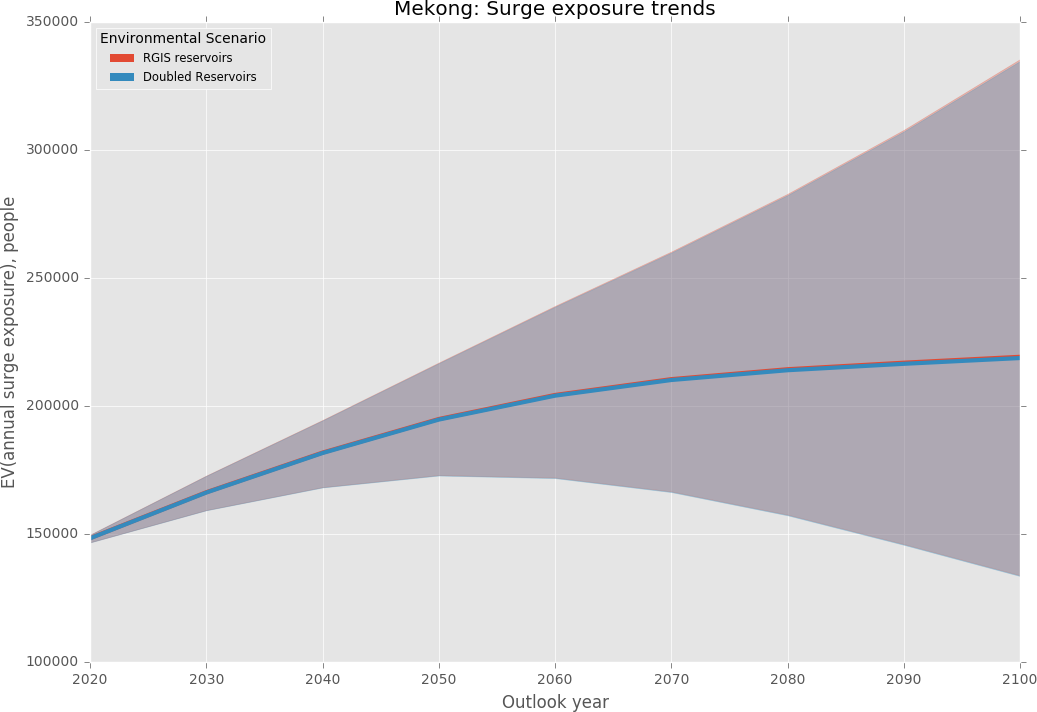 Mekong: Surge exposure trends
350000
300000
250000
200000
150000
100000
EV(annual surge exposure), people
Environmental Scenario
RGIS reservoirs
Doubled Reservoirs
2020 2030 2040 2050 2060 2070 2080 2090 2100
Outlook year